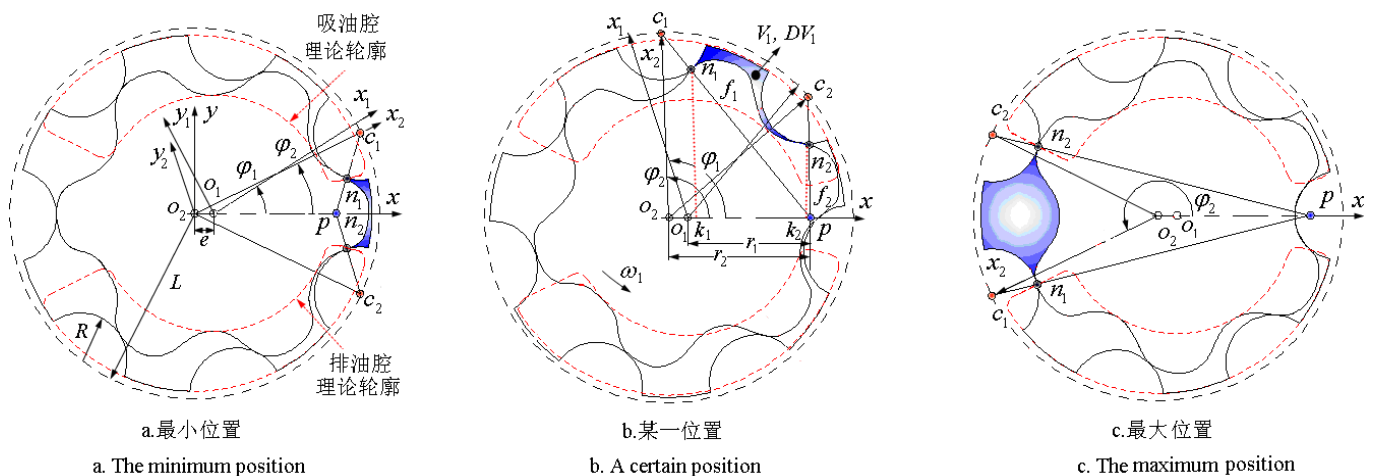 吸油腔
理论轮廓
y₁
y
x₁
x₂
c₁
y₂
φ₂
φ₁
o₁
o₂
n₁
x
p
n₂
e
L
c₂
R
排油腔
理论轮廓
a.最小位置
a. The minimum position
x₁
c₁
V₁, DV₁
x₂
n₁
c₂
f₁
φ₁
n₂
φ₂
f₂
o₂
x
o₁
k₁
k₂
p
r₁
r₂
ω₁
b.某一位置
b. A certain position
c₂
n₂
p
φ₂
x
o₂
o₁
x₂
n₁
c₁
c.最大位置
c. The maximum position